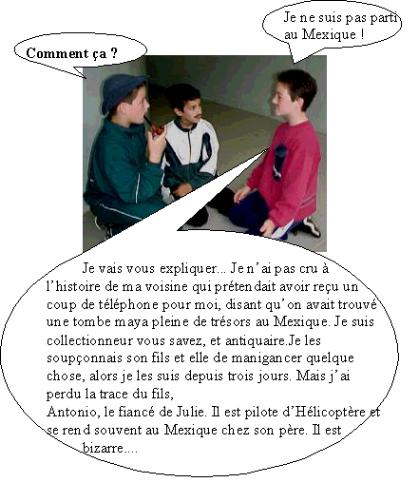 Je ne suis pas parti
au Mexique !
Comment ça ?
Je vais vous expliquer... Je n'ai pas cru à
l'histoire de ma voisine qui prétendait avoir reçu un
coup de téléphone pour moi, disant qu'on avait trouvé
une tombe maya pleine de trésors au Mexique. Je suis
collectionneur vous savez, et antiquaire.Je les
soupçonnais son fils et elle de manigancer quelque
chose, alors je les suis depuis trois jours. Mais j'ai
perdu la trace du fils,
Antonio, le fiancé de Julie. Il est pilote d'Hélicoptère et
se rend souvent au Mexique chez son père. Il est
bizarre....